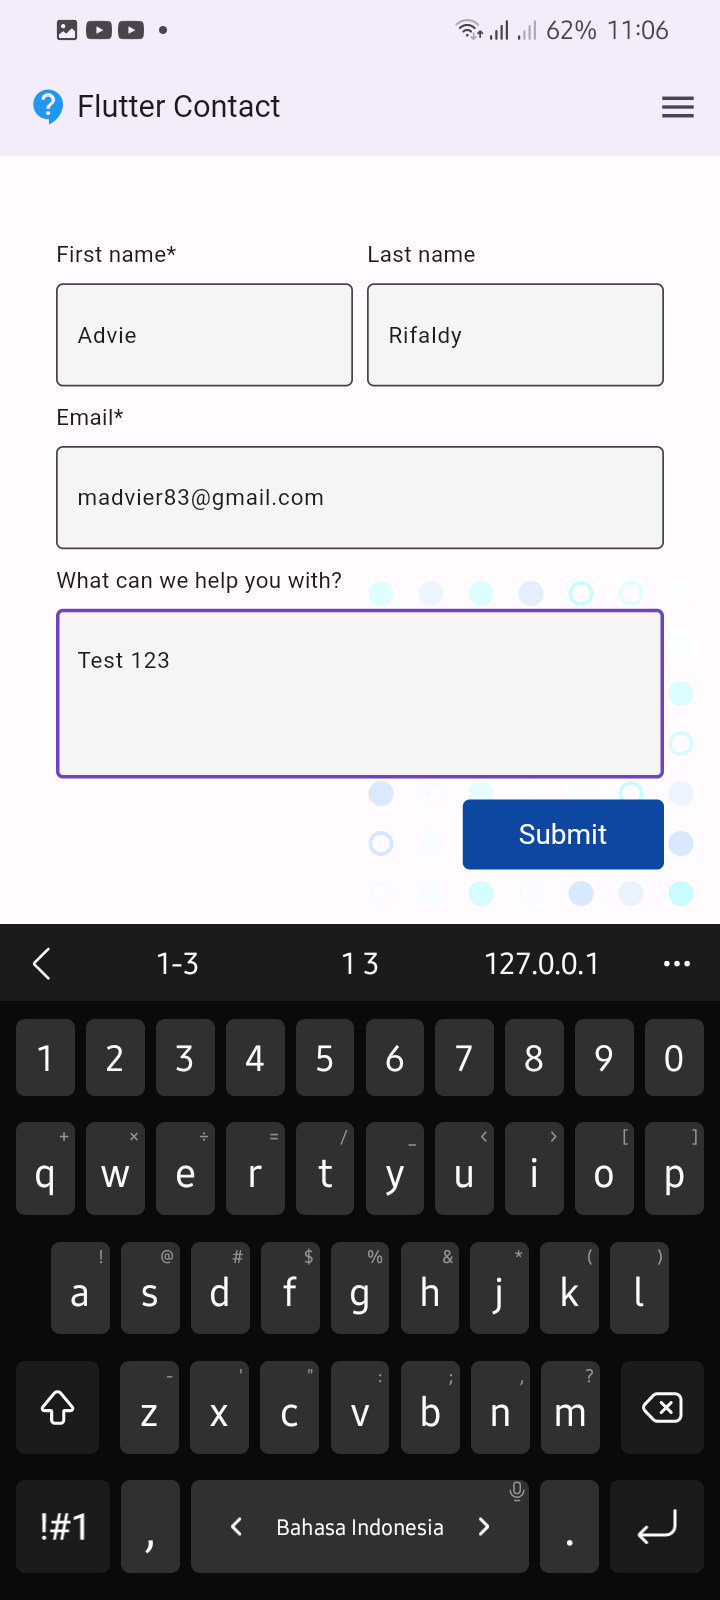 62% 11:06
Flutter Contact
First name* Last name
Advie Rifaldy
Email*
madvier83@gmail.com
What can we help you with?
Test 123
Submit
1-3 1 3 127.0.0.1 ...
1 2 3 4 5 6 7 8 9 0
+ × ÷ = / _ < > [ ]
q w e r t y u i o p
! @ # $ % & * ( )
a s d f g h j k l
- ' " : ; , ?
z x c v b n m
!#1 , < Bahasa Indonesia > .